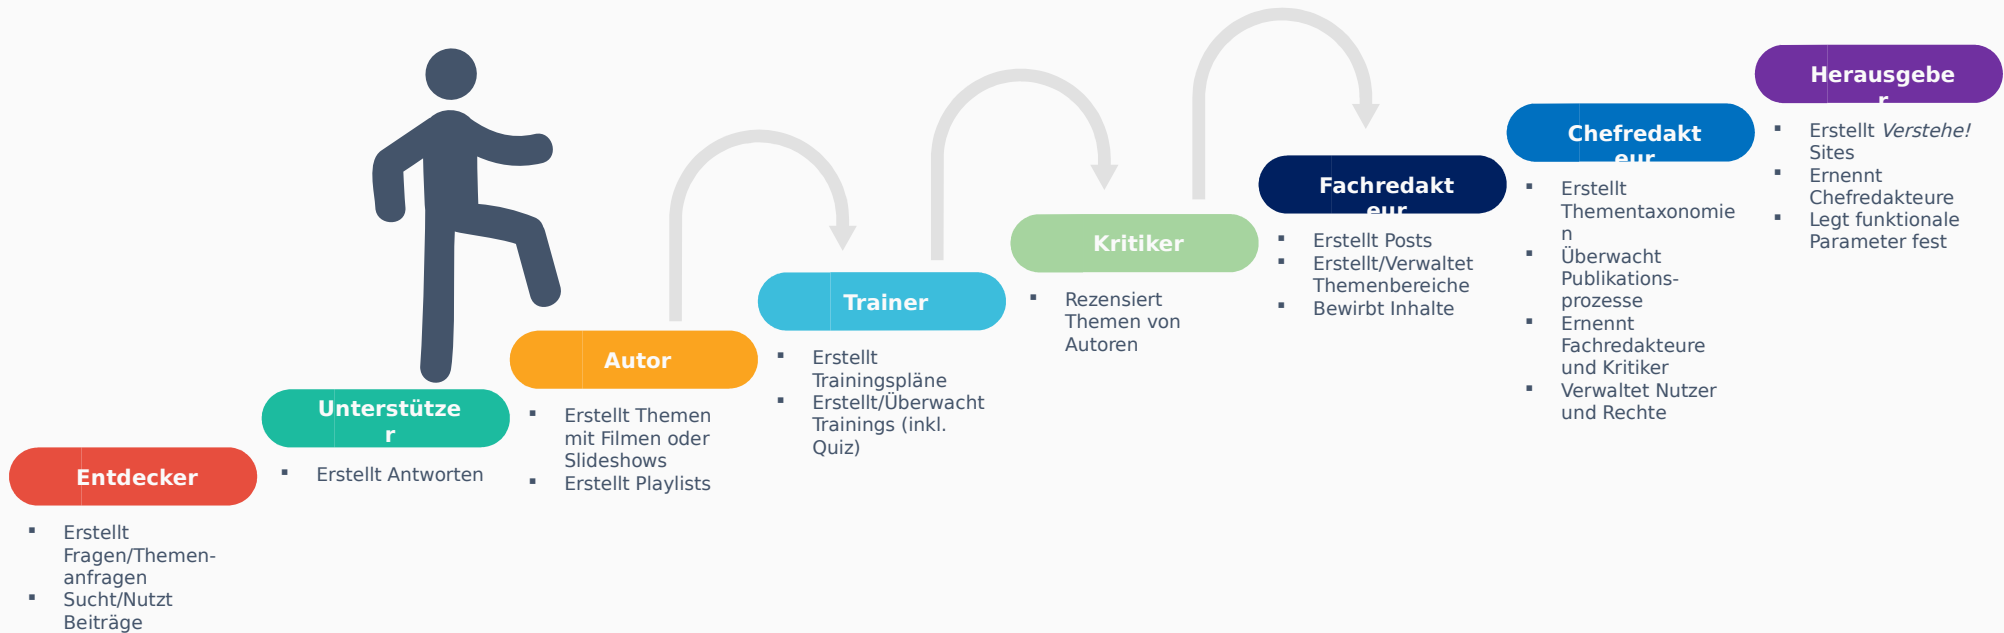 Entdecker
▪ Erstellt
Fragen/Themen-
anfragen
▪ Sucht/Nutzt
Beiträge
Unterstütze
r
▪ Erstellt Antworten
Autor
▪ Erstellt Themen
mit Filmen oder
Slideshows
▪ Erstellt Playlists
Trainer
▪ Erstellt
Trainingspläne
▪ Erstellt/Überwacht
Trainings (inkl.
Quiz)
Kritiker
▪ Rezensiert
Themen von
Autoren
Fachredakt
eur
▪ Erstellt Posts
▪ Erstellt/Verwaltet
Themenbereiche
▪ Bewirbt Inhalte
Chefredakt
eur
▪ Erstellt
Thementaxonomie
n
▪ Überwacht
Publikations-
prozesse
▪ Ernennt
Fachredakteure
und Kritiker
▪ Verwaltet Nutzer
und Rechte
Herausgebe
r
▪ Erstellt Verstehe!
Sites
▪ Ernennt
Chefredakteure
▪ Legt funktionale
Parameter fest